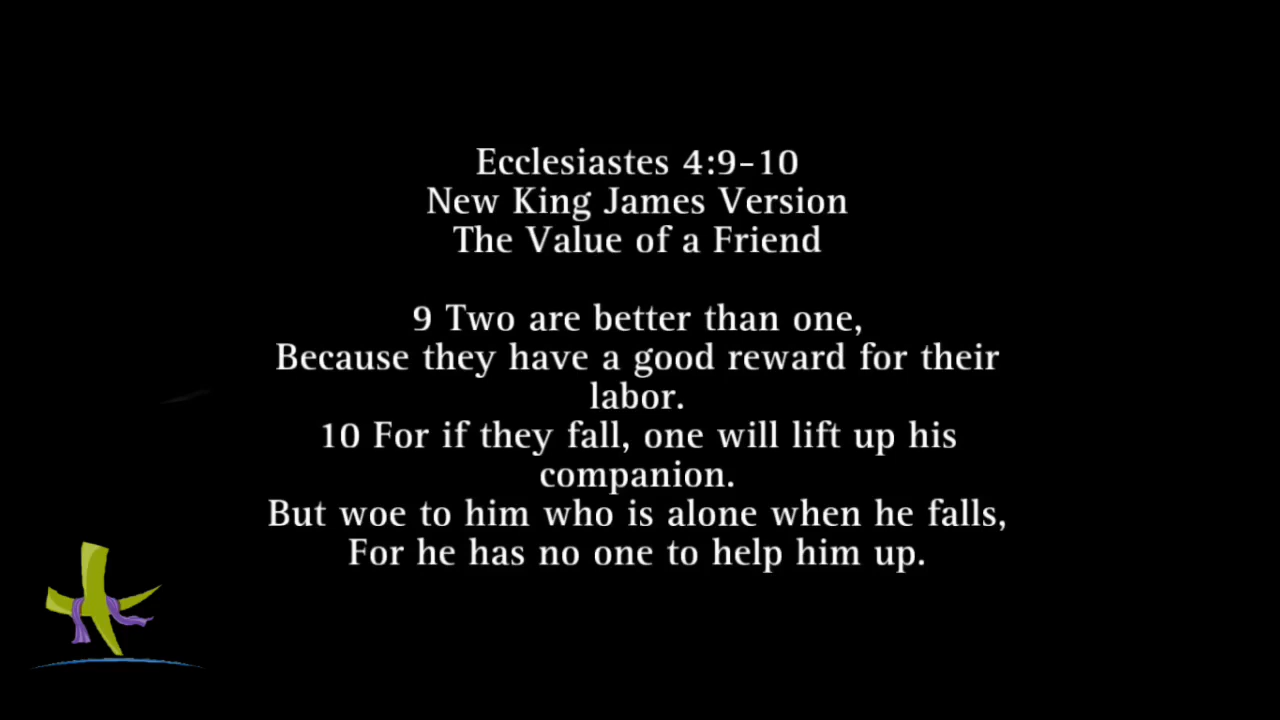 Ecclesiastes 4:9-10
New King James Version
The Value of a Friend
9 Two are better than one,
Because they have a good reward for their
labor.
10 For if they fall, one will lift up his
companion.
But woe to him who is alone when he falls,
For he has no one to help him up.